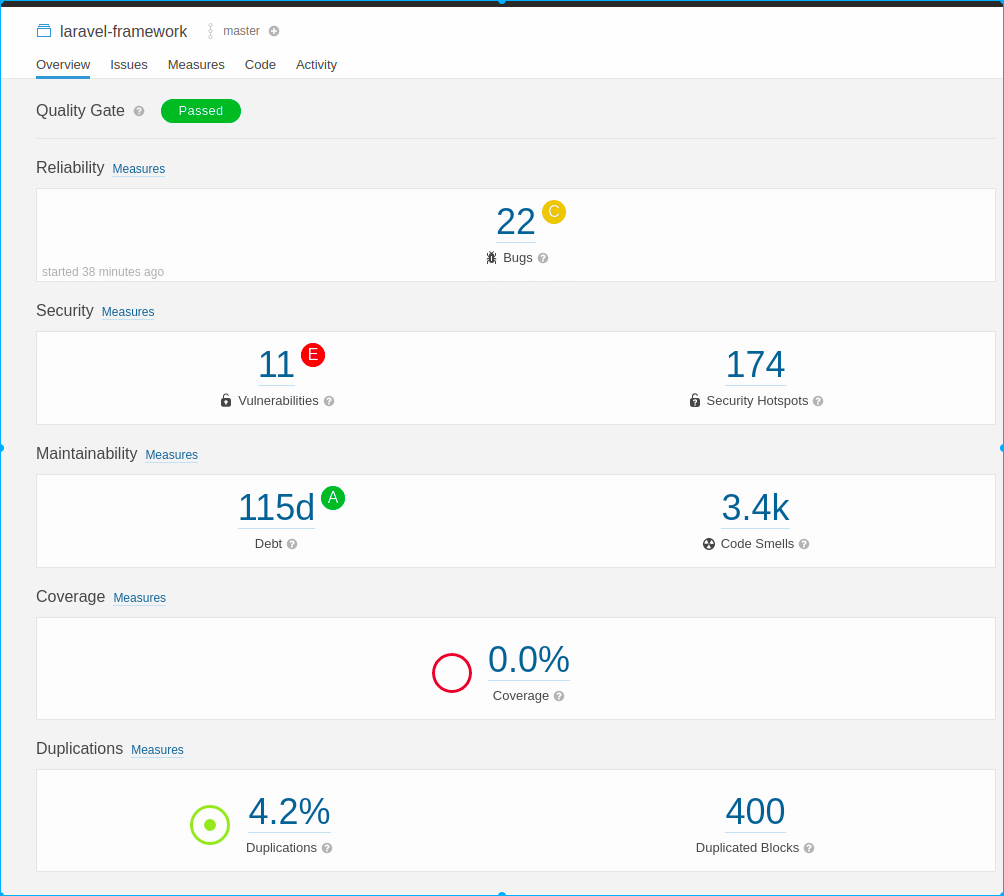 laravel-framework master
Overview Issues Measures Code Activity
Quality Gate ? Passed
Reliability Measures
22 C
Bugs ?
started 38 minutes ago
Security Measures
11 E 174
Vulnerabilities ? Security Hotspots ?
Maintainability Measures
115d A 3.4k
Debt ? Code Smells ?
Coverage Measures
0.0%
Coverage ?
Duplications Measures
4.2% 400
Duplications ? Duplicated Blocks ?